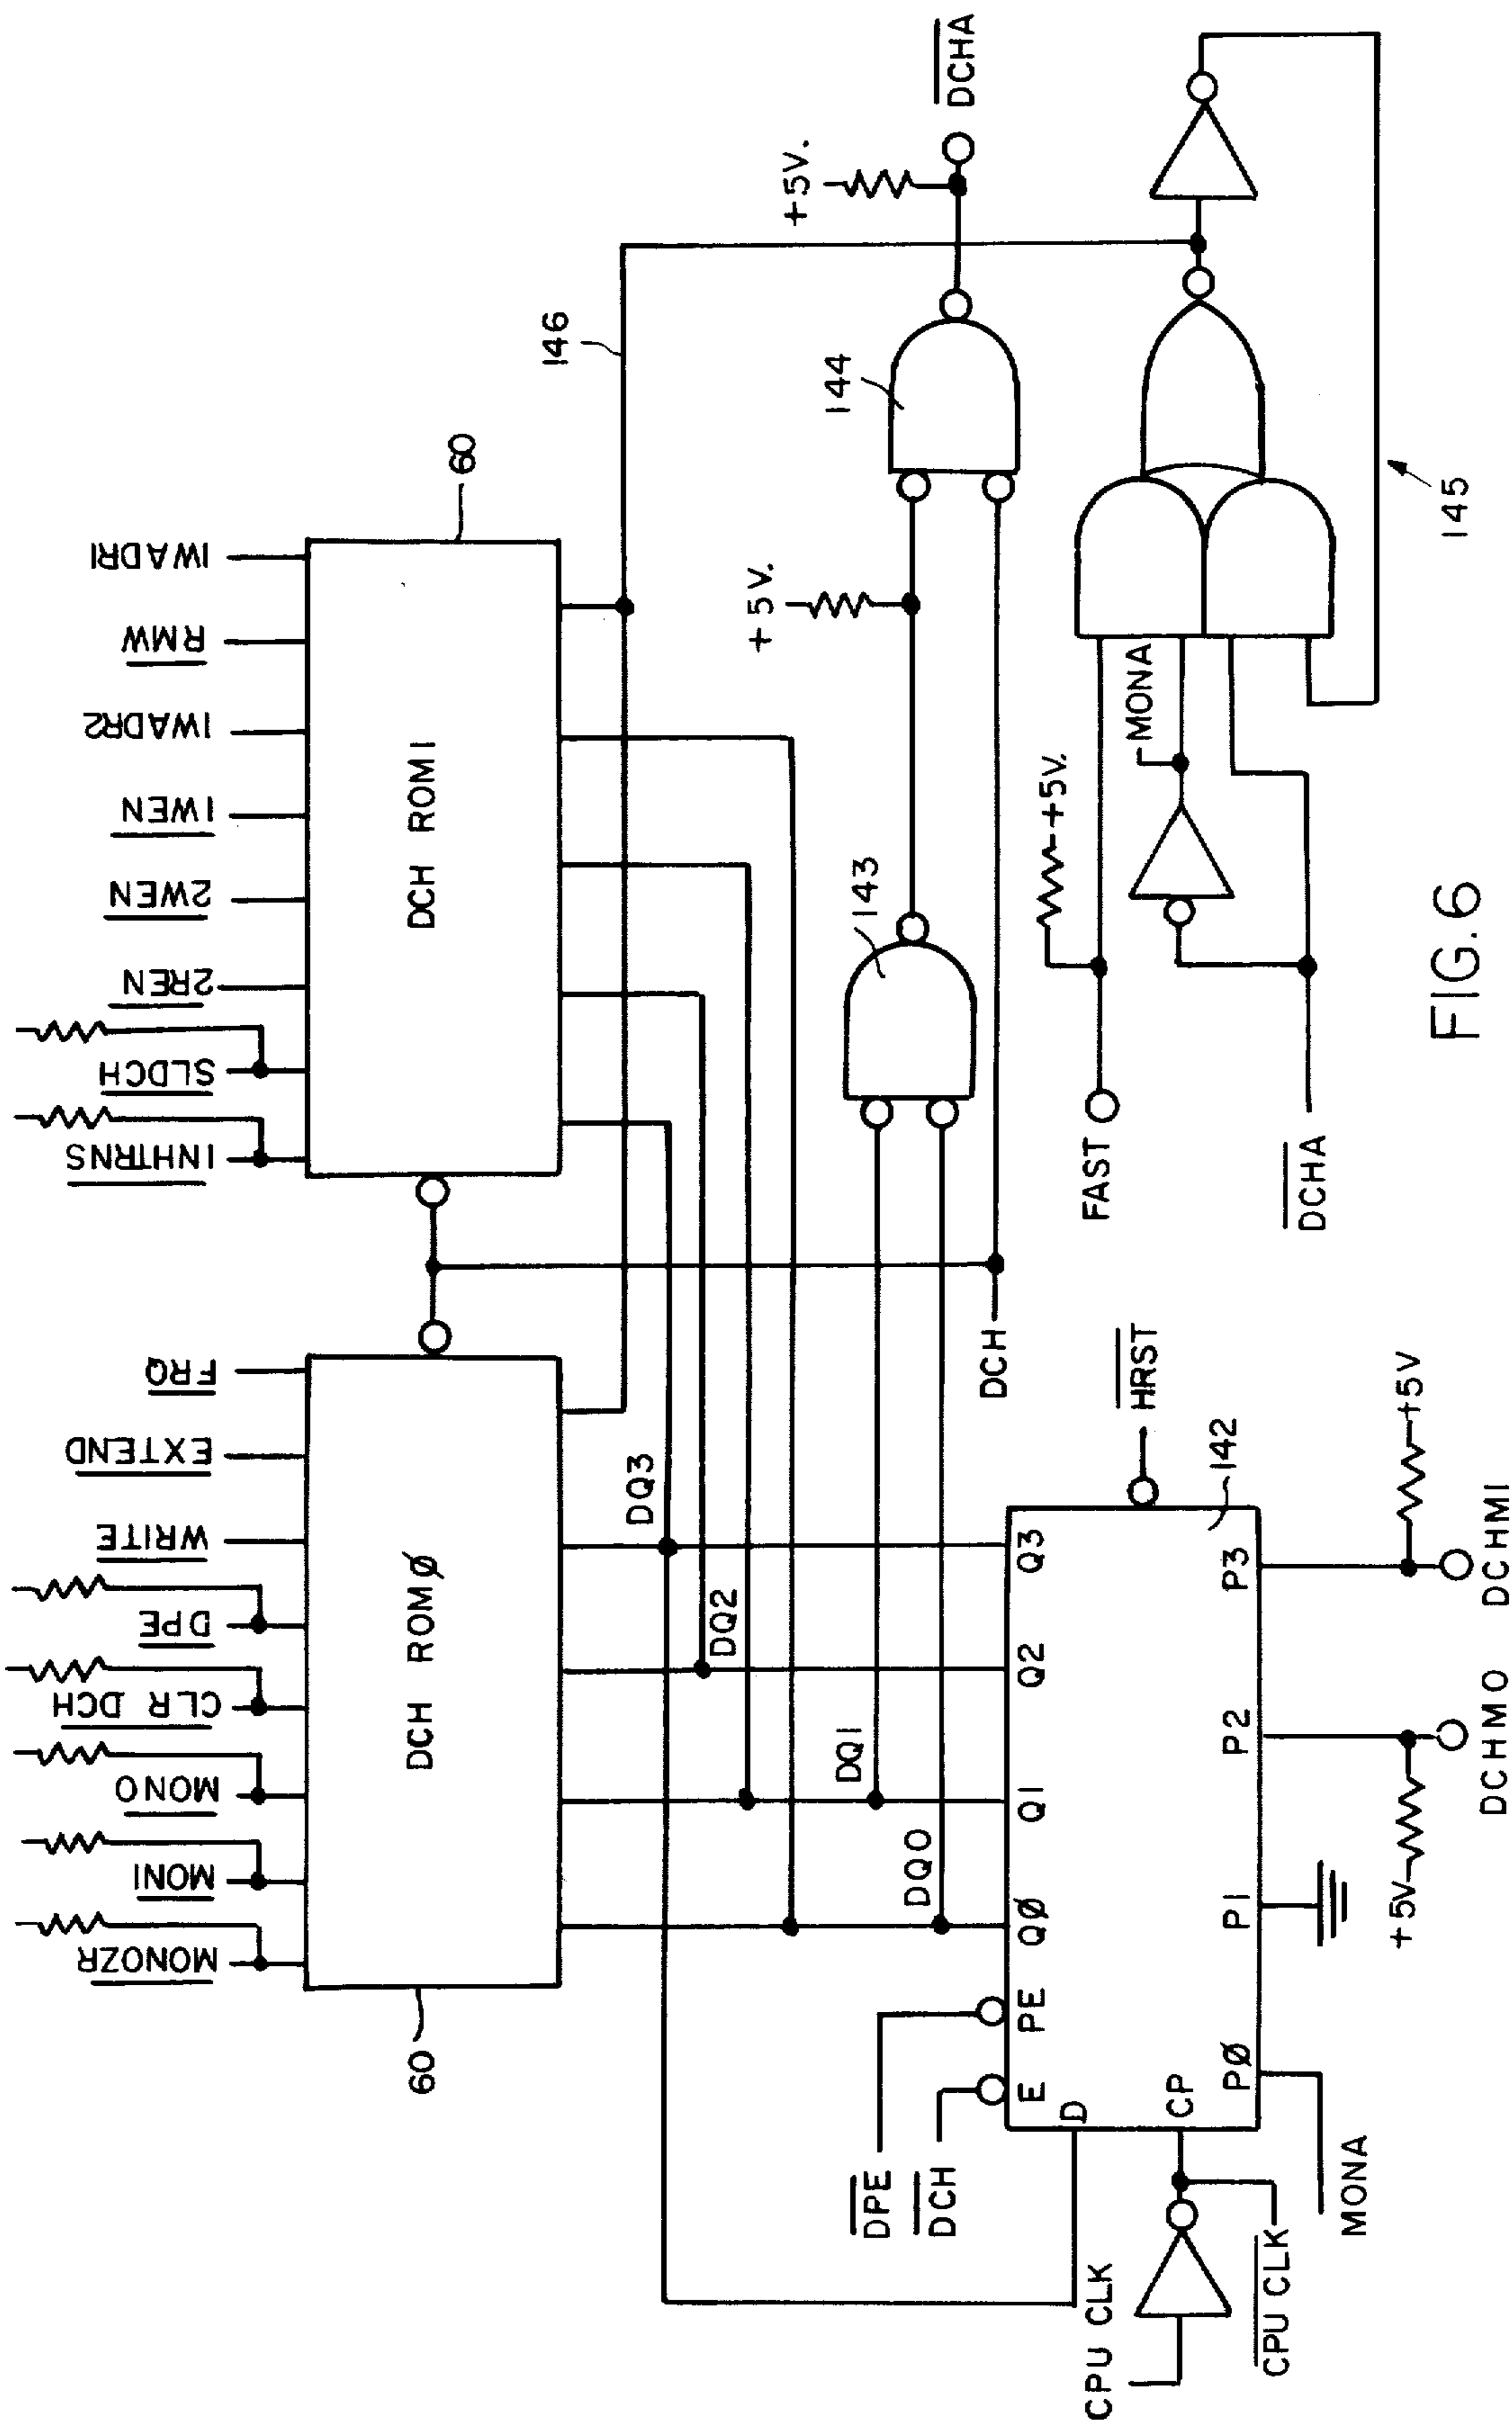 MONOZR
MON1
MONO
CLR DCH
DPE
WRITE
EXTEND
FRQ
INHTRNS
SLDCH
2REN
2WEN
1WEN
1WADR2
RMW
1WADR1
60
DCH ROMØ
DCH ROM1
60
146
DQ3
DQ2
DQ1
DQ0
DCH
143
+5V.
144
+5V.
DCHA
DPE
DCH
E
PE
QØ
Q1
Q2
Q3
HRST
142
D
CP
PØ
P1
P2
P3
CPU CLK
CPU CLK
MONA
+5V
DCHMO
+5V
DCHM1
FAST
+5V.
MONA
DCHA
145
FIG. 6